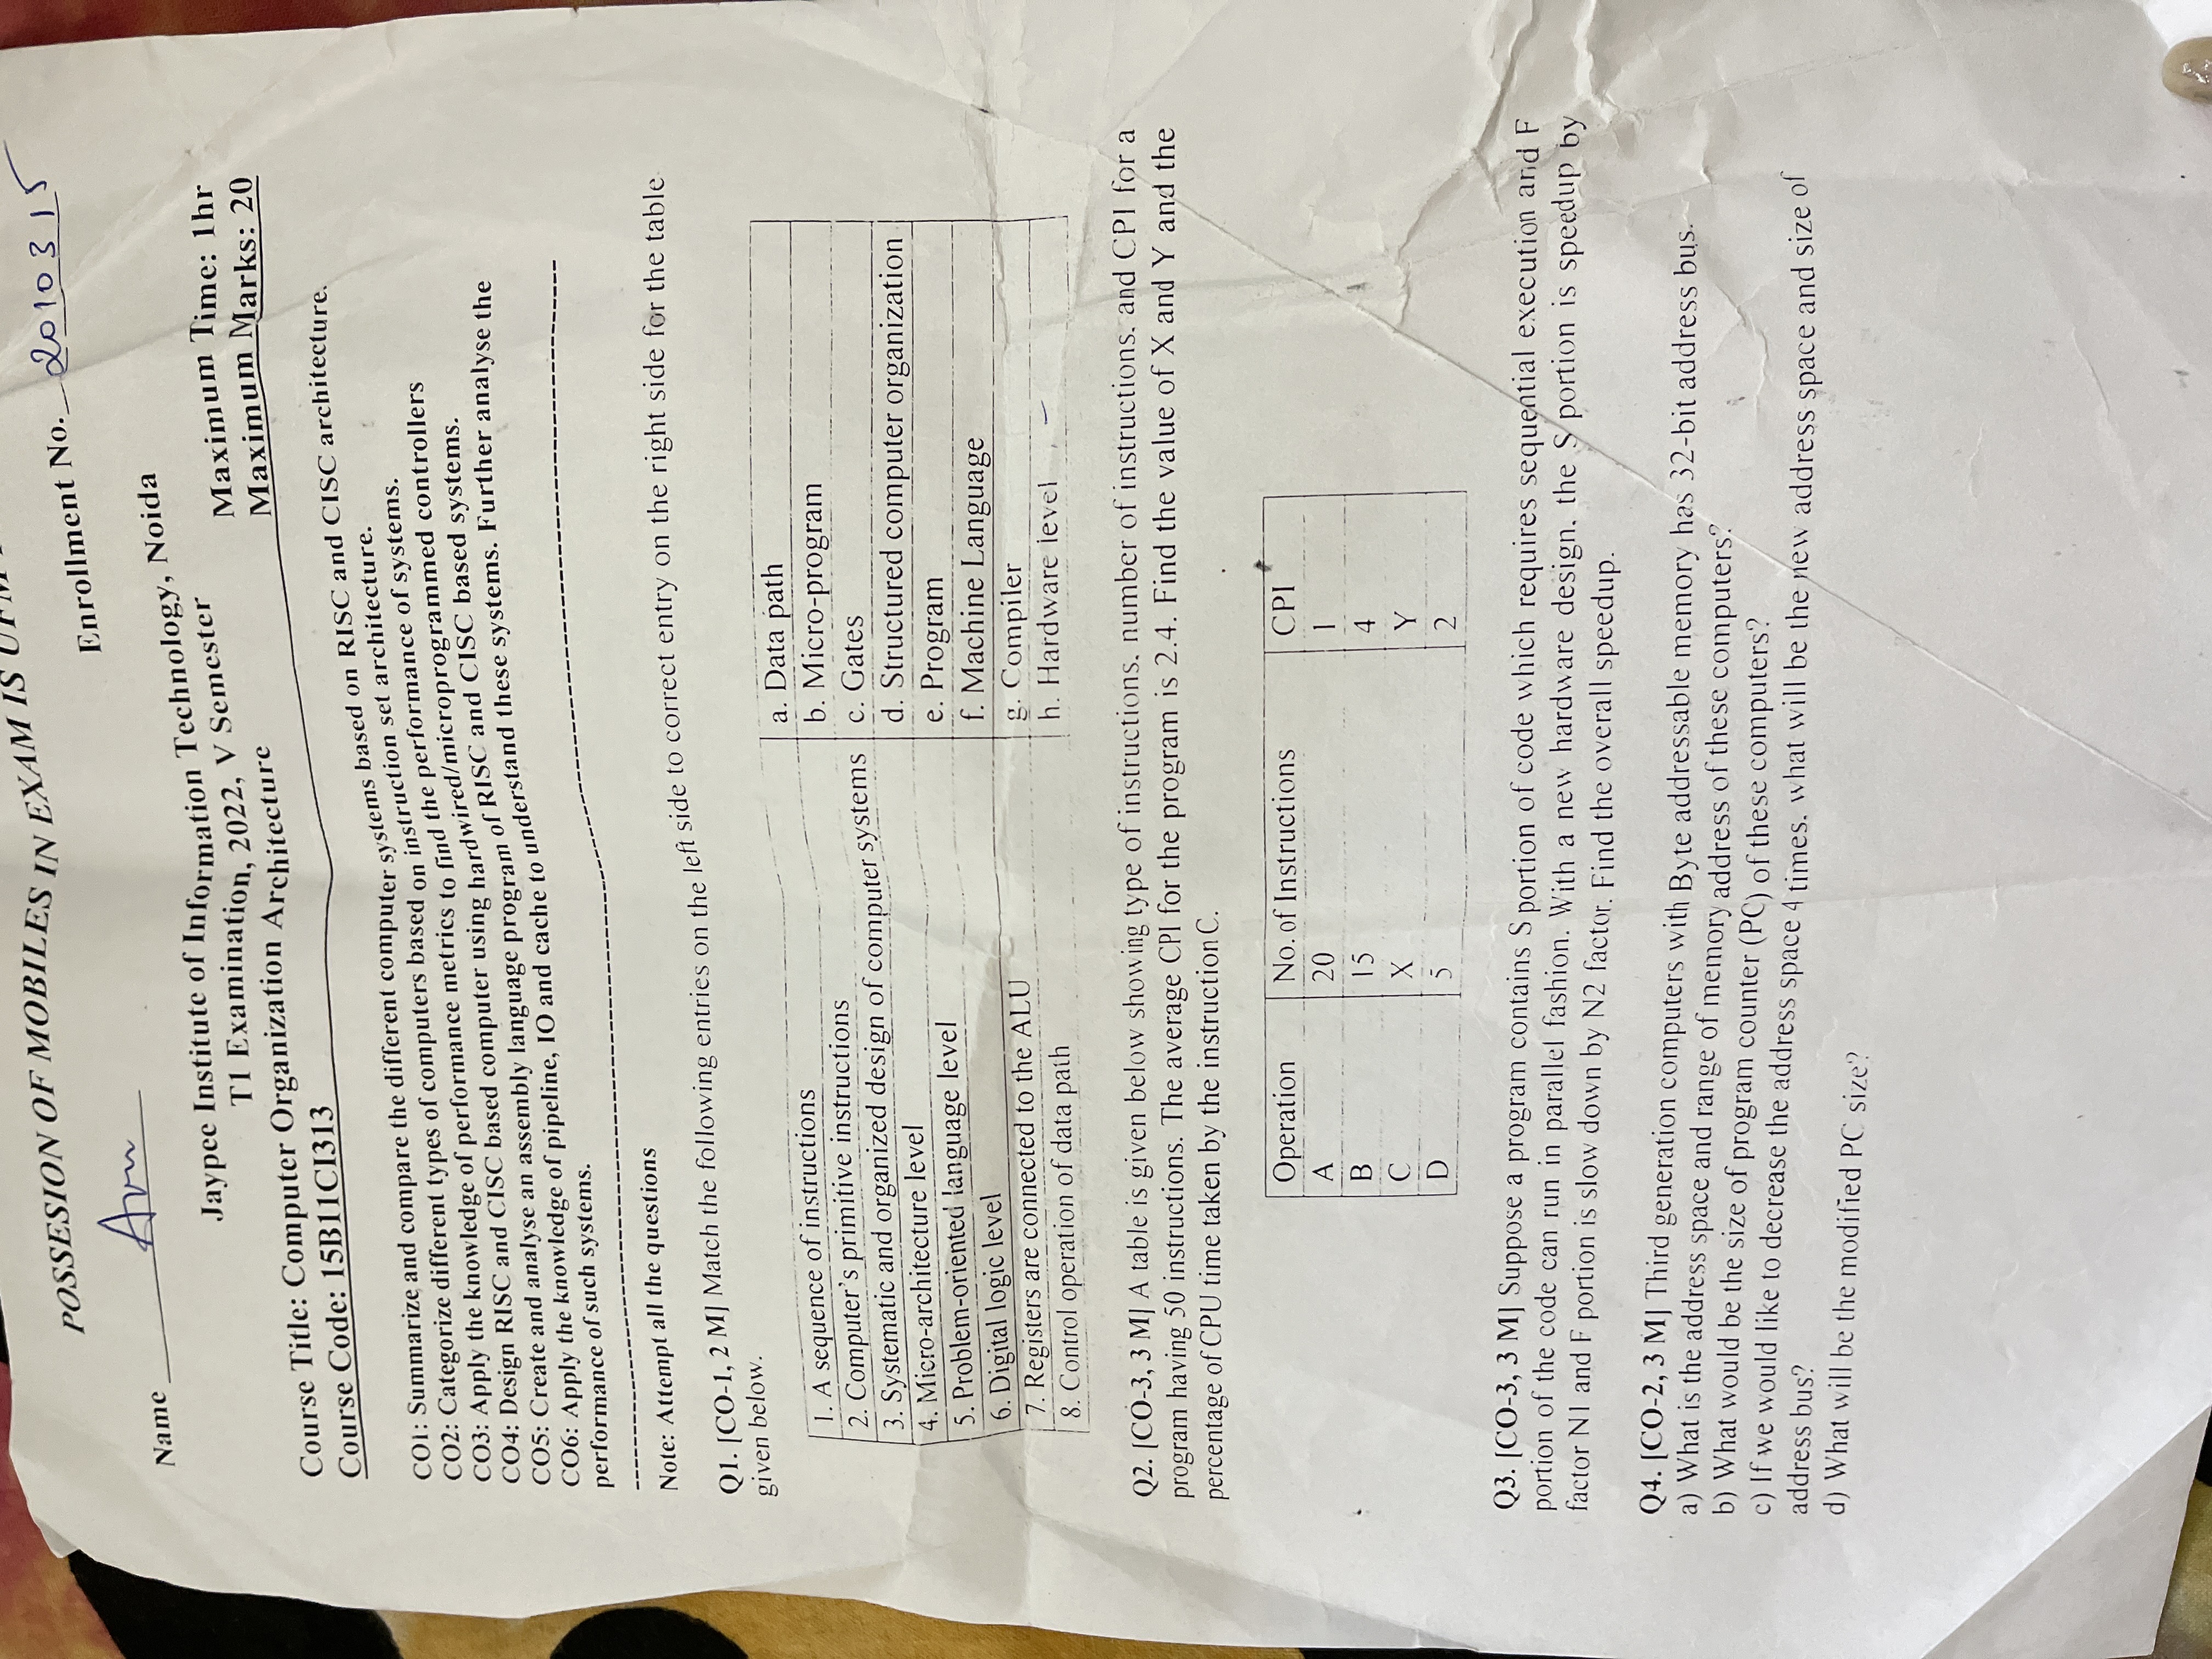 POSSESION OF MOBILES IN EXAM IS UFM
Enrollment No. 2010315
Name
Jaypee Institute of Information Technology, Noida
T1 Examination, 2022, V Semester
Course Title: Computer Organization Architecture
Maximum Time: 1hr
Course Code: 15B11CI313
Maximum Marks: 20
CO1: Summarize and compare the different computer systems based on RISC and CISC architecture.
CO2: Categorize different types of computers based on instruction set architecture.
CO3: Apply the knowledge of performance metrics to find the performance of systems.
CO4: Design RISC and CISC based computer using hardwired/microprogrammed controllers
CO5: Create and analyse an assembly language program of RISC and CISC based systems.
CO6: Apply the knowledge of pipeline, IO and cache to understand these systems. Further analyse the
performance of such systems.
Note: Attempt all the questions
Q1. [CO-1, 2 M] Match the following entries on the left side to correct entry on the right side for the table
given below.
1. A sequence of instructions a. Data path
2. Computer's primitive instructions b. Micro-program
3. Systematic and organized design of computer systems c. Gates
4. Micro-architecture level d. Structured computer organization
5. Problem-oriented language level e. Program
6. Digital logic level f. Machine Language
7. Registers are connected to the ALU g. Compiler
8. Control operation of data path h. Hardware level
Q2. [CO-3, 3 M] A table is given below showing type of instructions, number of instructions, and CPI for a
program having 50 instructions. The average CPI for the program is 2.4. Find the value of X and Y and the
percentage of CPU time taken by the instruction C.
Operation No. of Instructions CPI
A 20 1
B 15 4
C X Y
D 5 2
Q3. [CO-3, 3 M] Suppose a program contains S portion of code which requires sequential execution and F
portion of the code can run in parallel fashion. With a new hardware design, the S portion is speedup by
factor N1 and F portion is slow down by N2 factor. Find the overall speedup.
Q4. [CO-2, 3 M] Third generation computers with Byte addressable memory has 32-bit address bus.
a) What is the address space and range of memory address of these computers?
b) What would be the size of program counter (PC) of these computers?
c) If we would like to decrease the address space 4 times, what will be the new address space and size of
address bus?
d) What will be the modified PC size?